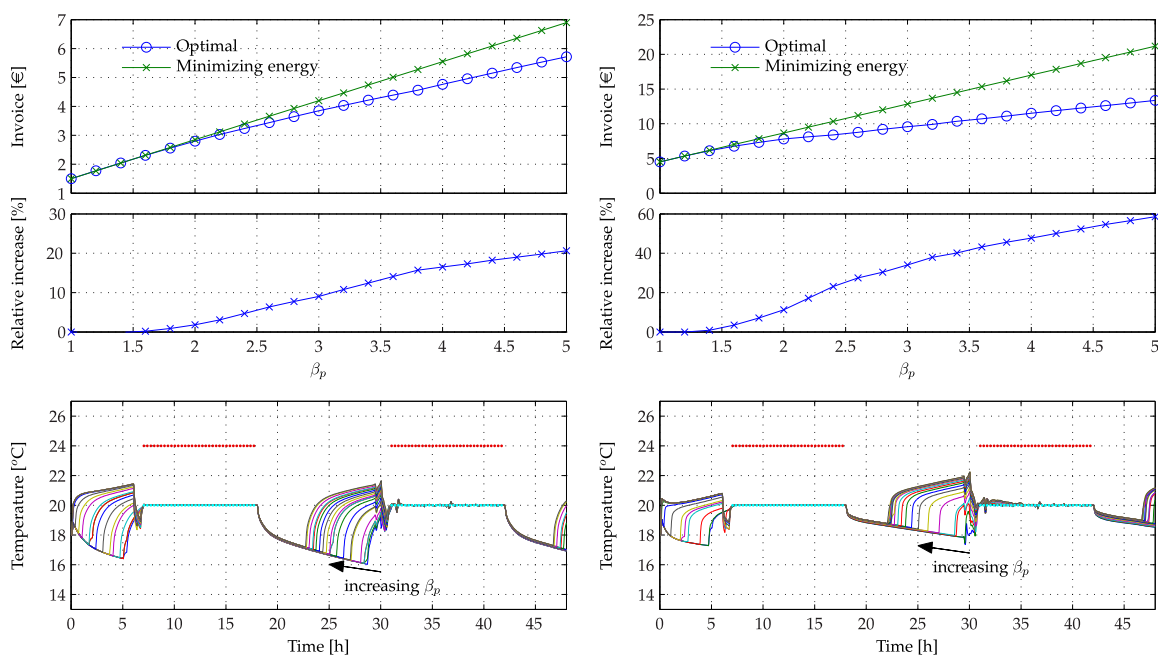 7
6
5
4
3
2
1
Invoice [€]
Optimal
Minimizing energy
30
20
10
0
Relative increase [%]
1 1.5 2 2.5 3 3.5 4 4.5 5
βp
26
24
22
20
18
16
14
Temperature [°C]
increasing βp
0 5 10 15 20 25 30 35 40 45
Time [h]
25
20
15
10
5
0
Invoice [€]
Optimal
Minimizing energy
60
40
20
0
Relative increase [%]
1 1.5 2 2.5 3 3.5 4 4.5 5
βp
26
24
22
20
18
16
14
Temperature [°C]
increasing βp
0 5 10 15 20 25 30 35 40 45
Time [h]